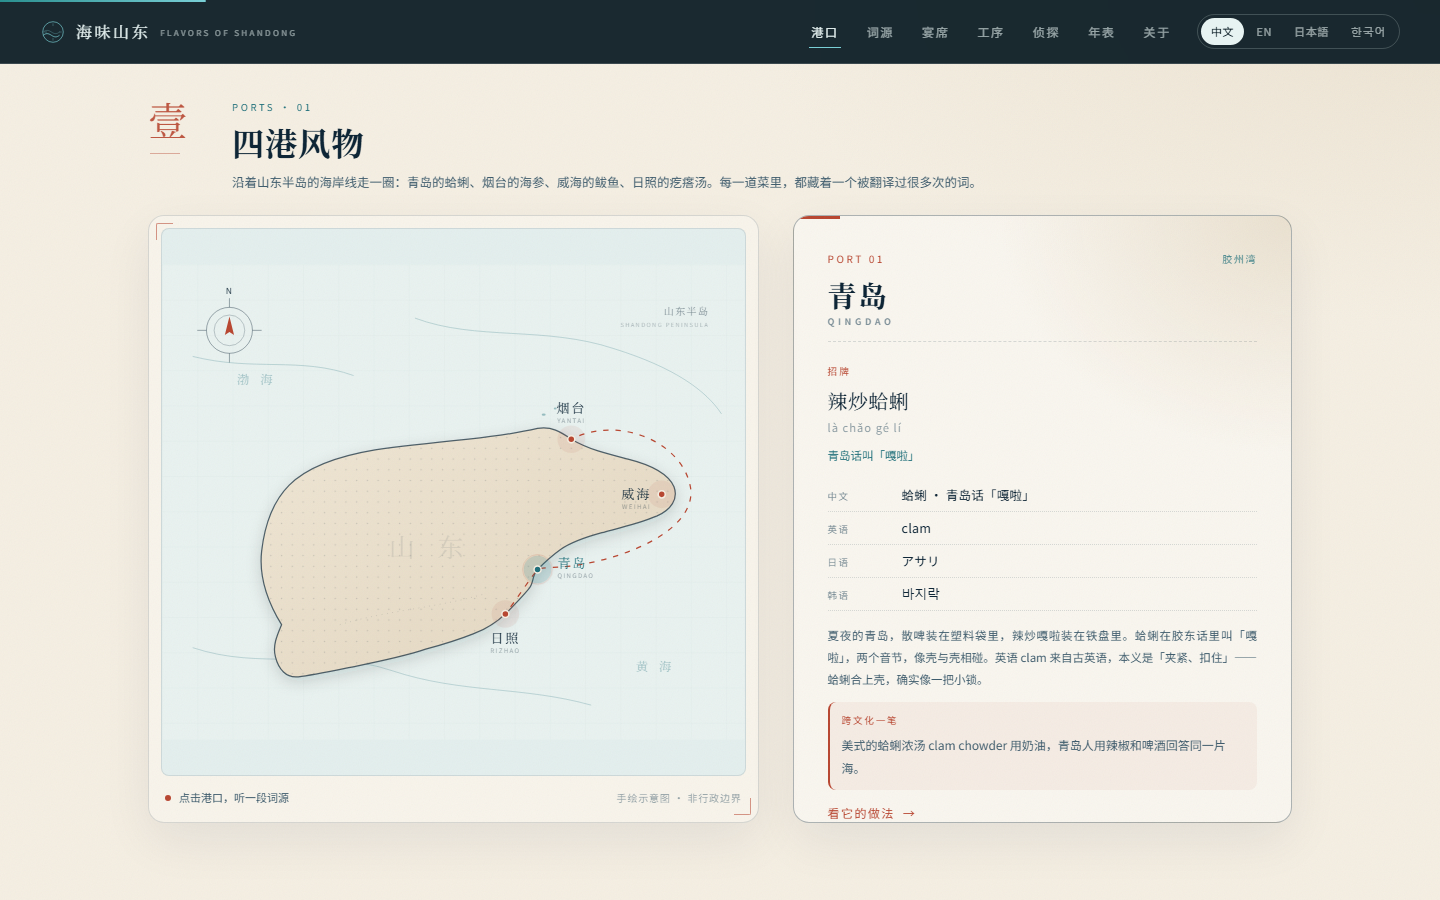 海味山东 FLAVORS OF SHANDONG
港口 词源 宴席 工序 侦探 年表 关于 中文 EN 日本語 한국어
壹
PORTS · 01
四港风物
沿着山东半岛的海岸线走一圈：青岛的蛤蜊、烟台的海参、威海的鲅鱼、日照的疙瘩汤。每一道菜里，都藏着一个被翻译过很多次的词。
N
山东半岛
SHANDONG PENINSULA
渤 海
烟台
YANTAI
威海
WEIHAI
山 东
青岛
QINGDAO
日照
RIZHAO
黄 海
点击港口，听一段词源
手绘示意图 · 非行政边界
PORT 01
胶州湾
青岛
QINGDAO
招牌
辣炒蛤蜊
là chǎo gé lí
青岛话叫「嘎啦」
中文 蛤蜊 · 青岛话「嘎啦」
英语 clam
日语 アサリ
韩语 바지락
夏夜的青岛，散啤装在塑料袋里，辣炒嘎啦装在铁盘里。蛤蜊在胶东话里叫「嘎
啦」，两个音节，像壳与壳相碰。英语 clam 来自古英语，本义是「夹紧、扣住」——
蛤蜊合上壳，确实像一把小锁。
跨文化一笔
美式的蛤蜊浓汤 clam chowder 用奶油，青岛人用辣椒和啤酒回答同一片
海。
看它的做法 →